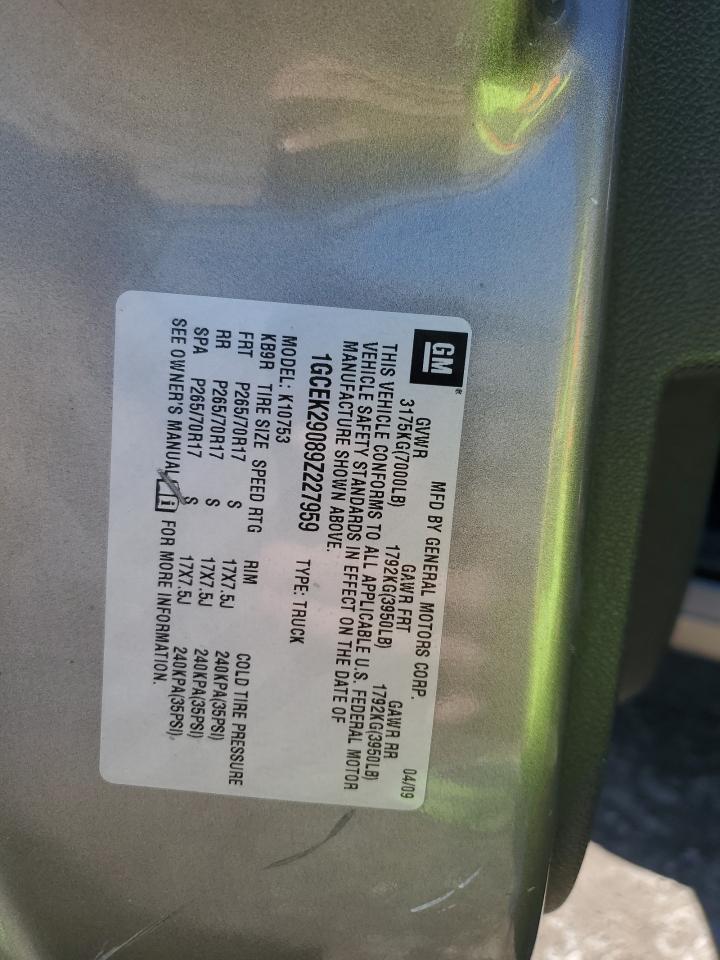 GM
MFD BY GENERAL MOTORS CORP. 04/09
GVWR GAWR FRT GAWR RR
3175KG(7000LB) 1792KG(3950LB) 1792KG(3950LB)
THIS VEHICLE CONFORMS TO ALL APPLICABLE U.S. FEDERAL MOTOR
VEHICLE SAFETY STANDARDS IN EFFECT ON THE DATE OF
MANUFACTURE SHOWN ABOVE.
1GCEK29089Z227959
MODEL: K10753 TYPE: TRUCK
KB9R TIRE SIZE SPEED RTG RIM COLD TIRE PRESSURE
FRT P265/70R17 S 17X7.5J 240KPA(35PSI)
RR P265/70R17 S 17X7.5J 240KPA(35PSI)
SPA P265/70R17 S 17X7.5J 240KPA(35PSI)
SEE OWNER'S MANUAL FOR MORE INFORMATION.